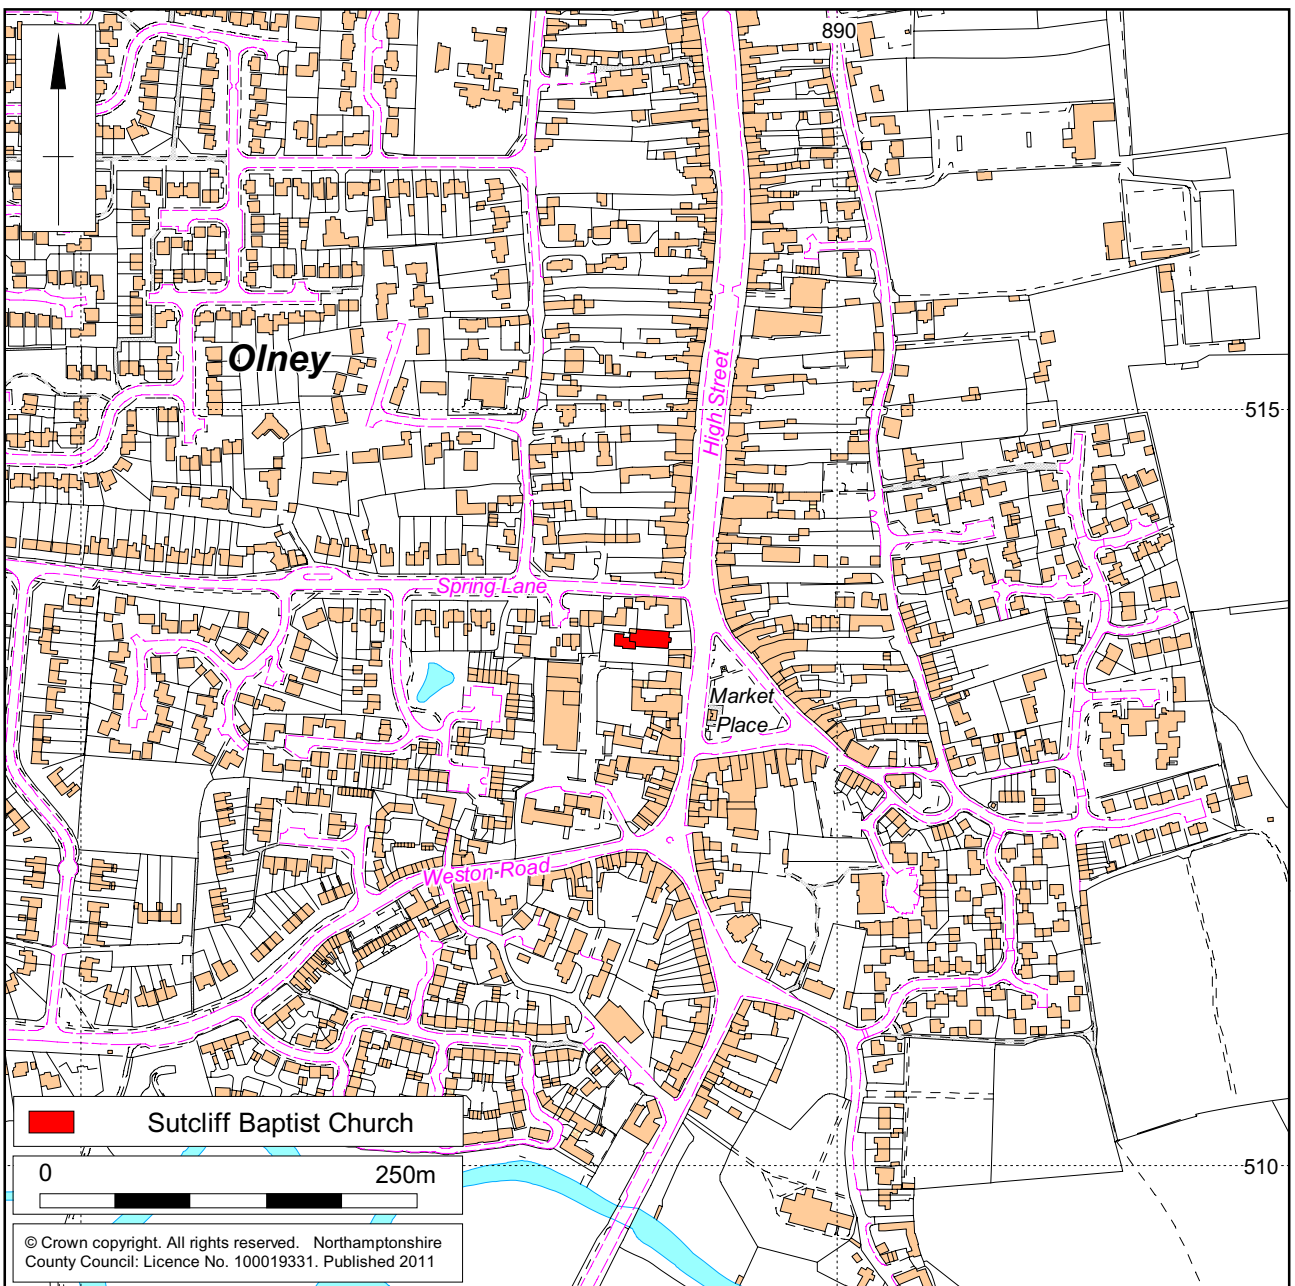 890
Olney
High Street
515
Spring Lane
Market
Place
Weston Road
Sutcliff Baptist Church
0 250m
510
© Crown copyright. All rights reserved. Northamptonshire
County Council: Licence No. 100019331. Published 2011